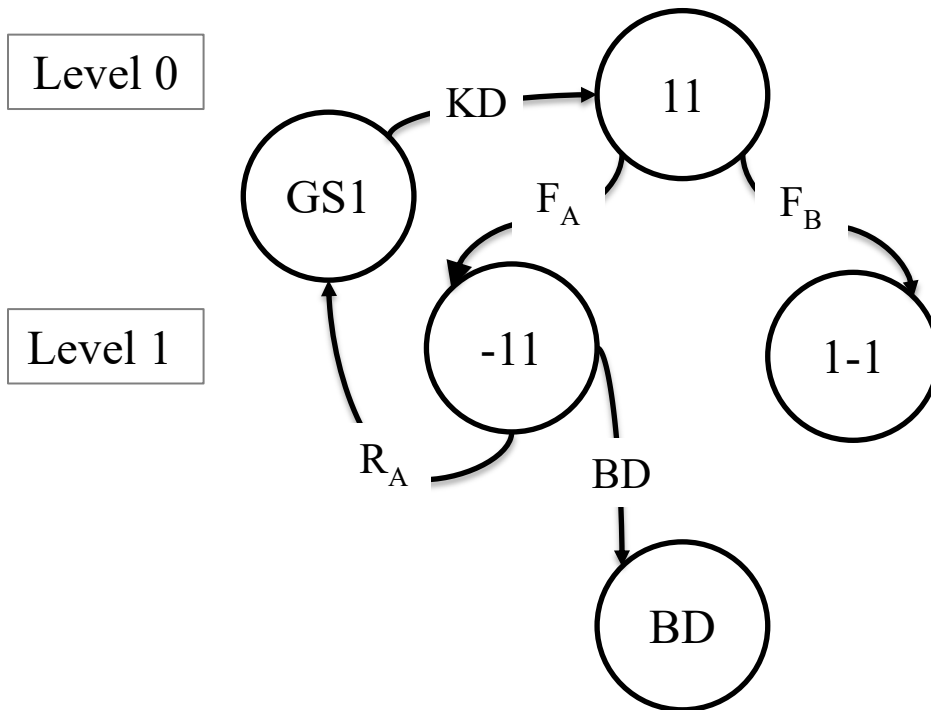 Level 0
11
KD
GS1
F_A
F_B
Level 1
-11
1-1
R_A
BD
BD